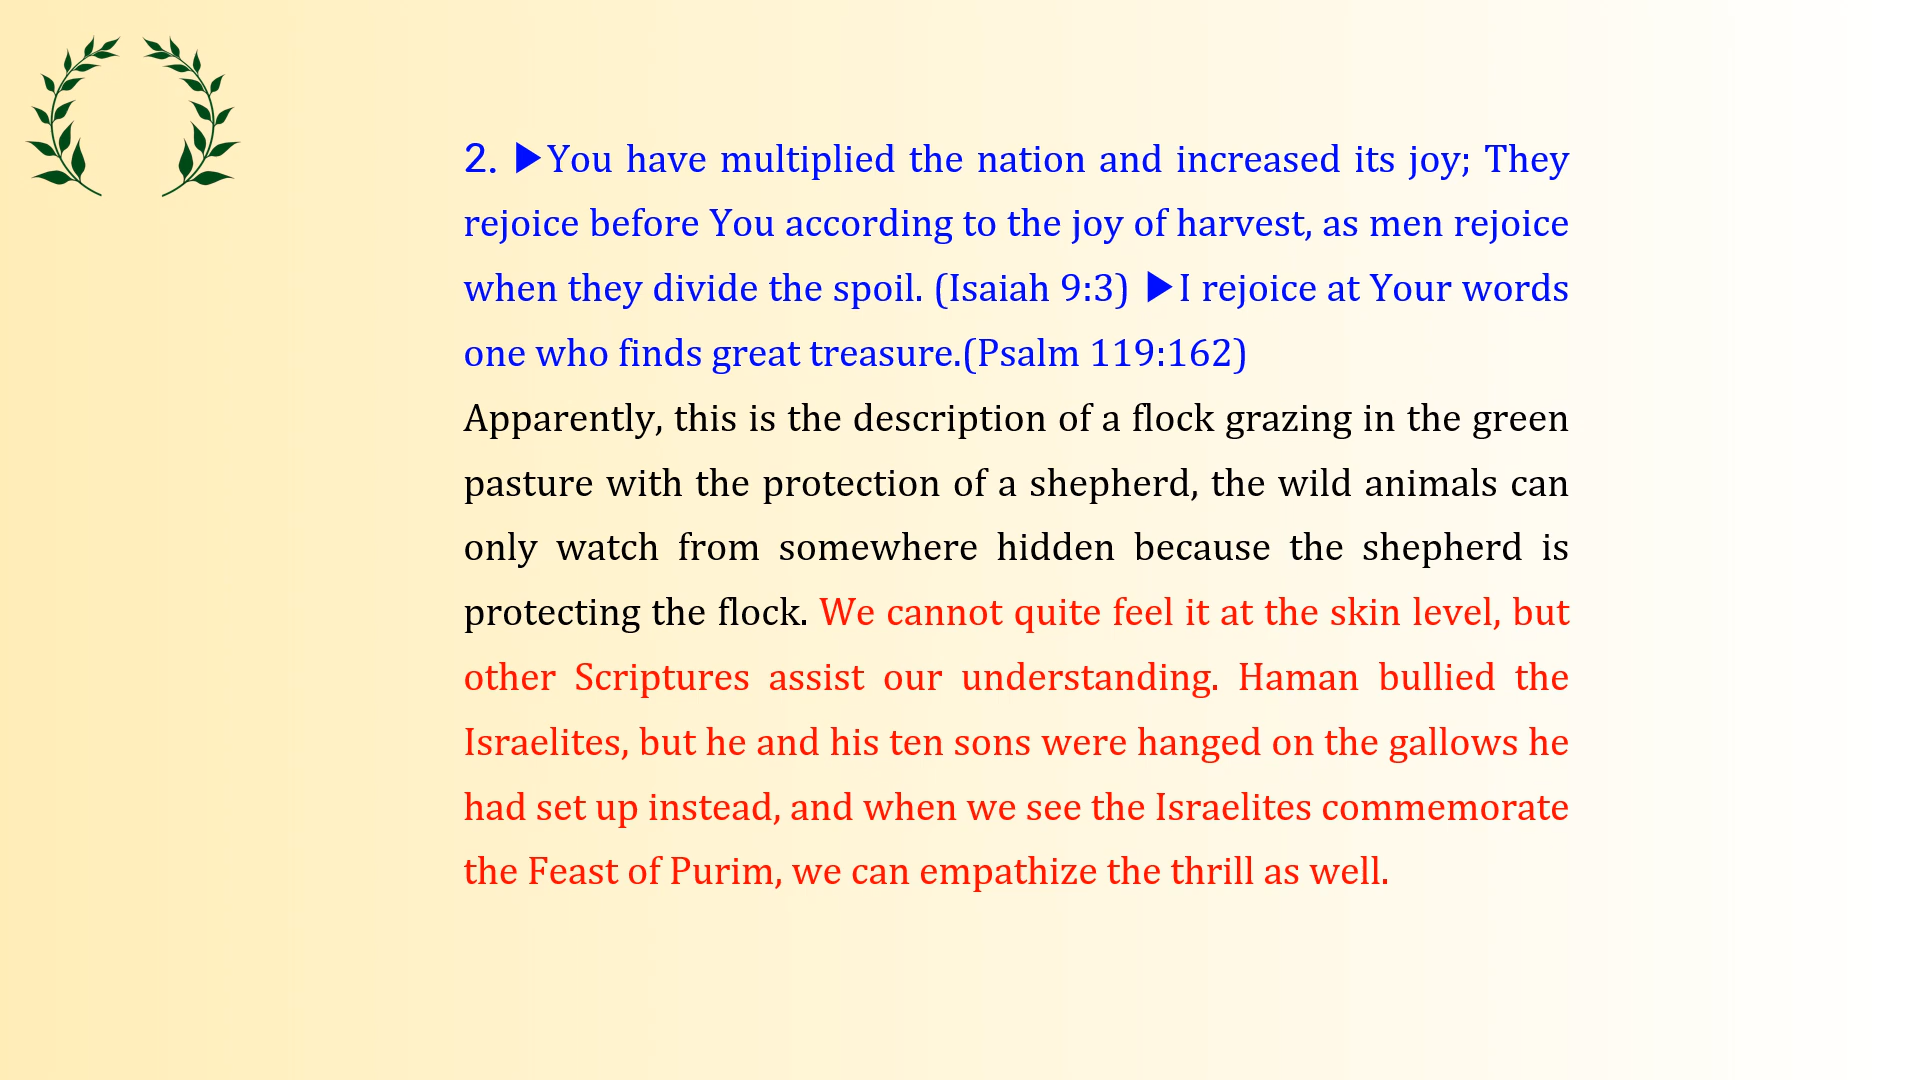 2. ▶You have multiplied the nation and increased its joy; They
rejoice before You according to the joy of harvest, as men rejoice
when they divide the spoil. (Isaiah 9:3) ▶I rejoice at Your words
one who finds great treasure.(Psalm 119:162)
Apparently, this is the description of a flock grazing in the green
pasture with the protection of a shepherd, the wild animals can
only watch from somewhere hidden because the shepherd is
protecting the flock. We cannot quite feel it at the skin level, but
other Scriptures assist our understanding. Haman bullied the
Israelites, but he and his ten sons were hanged on the gallows he
had set up instead, and when we see the Israelites commemorate
the Feast of Purim, we can empathize the thrill as well.